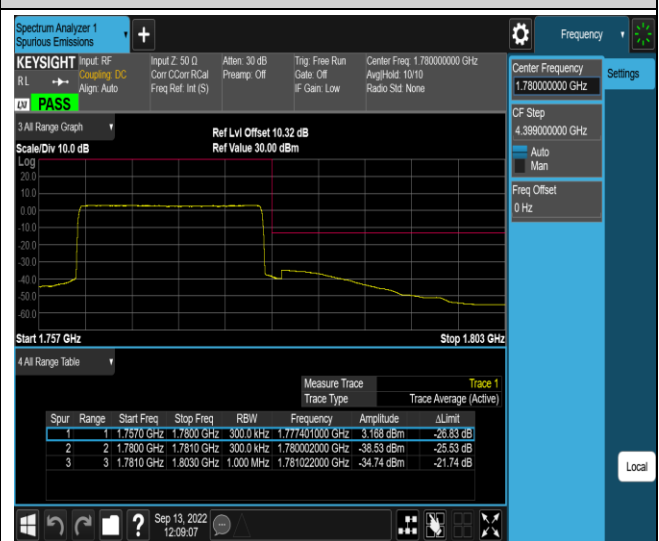 Spectrum Analyzer 1
Spurious Emissions
Frequency
KEYSIGHT Input: RF Input Z: 50 Ω Atten: 30 dB Trig: Free Run Center Freq: 1.780000000 GHz
RL Coupling: DC Corr CCorr RCal Preamp: Off Gate: Off Avg|Hold: 10/10
Align: Auto Freq Ref: Int (S) IF Gain: Low Radio Std: None
LXI PASS
Center Frequency
1.780000000 GHz
Settings
CF Step
4.399000000 GHz
Auto
Man
Freq Offset
0 Hz
Local
3 All Range Graph
Ref Lvl Offset 10.32 dB
Scale/Div 10.0 dB Ref Value 30.00 dBm
Log
20.0
10.0
0.00
-10.0
-20.0
-30.0
-40.0
-50.0
-60.0
Start 1.757 GHz Stop 1.803 GHz
4 All Range Table
Measure Trace Trace 1
Trace Type Trace Average (Active)
Spur Range Start Freq Stop Freq RBW Frequency Amplitude ΔLimit
1 1 1.7570 GHz 1.7800 GHz 300.0 kHz 1.777401000 GHz 3.168 dBm -26.83 dB
2 2 1.7800 GHz 1.7810 GHz 300.0 kHz 1.780002000 GHz -38.53 dBm -25.53 dB
3 3 1.7810 GHz 1.8030 GHz 1.000 MHz 1.781022000 GHz -34.74 dBm -21.74 dB
Sep 13, 2022
12:09:07